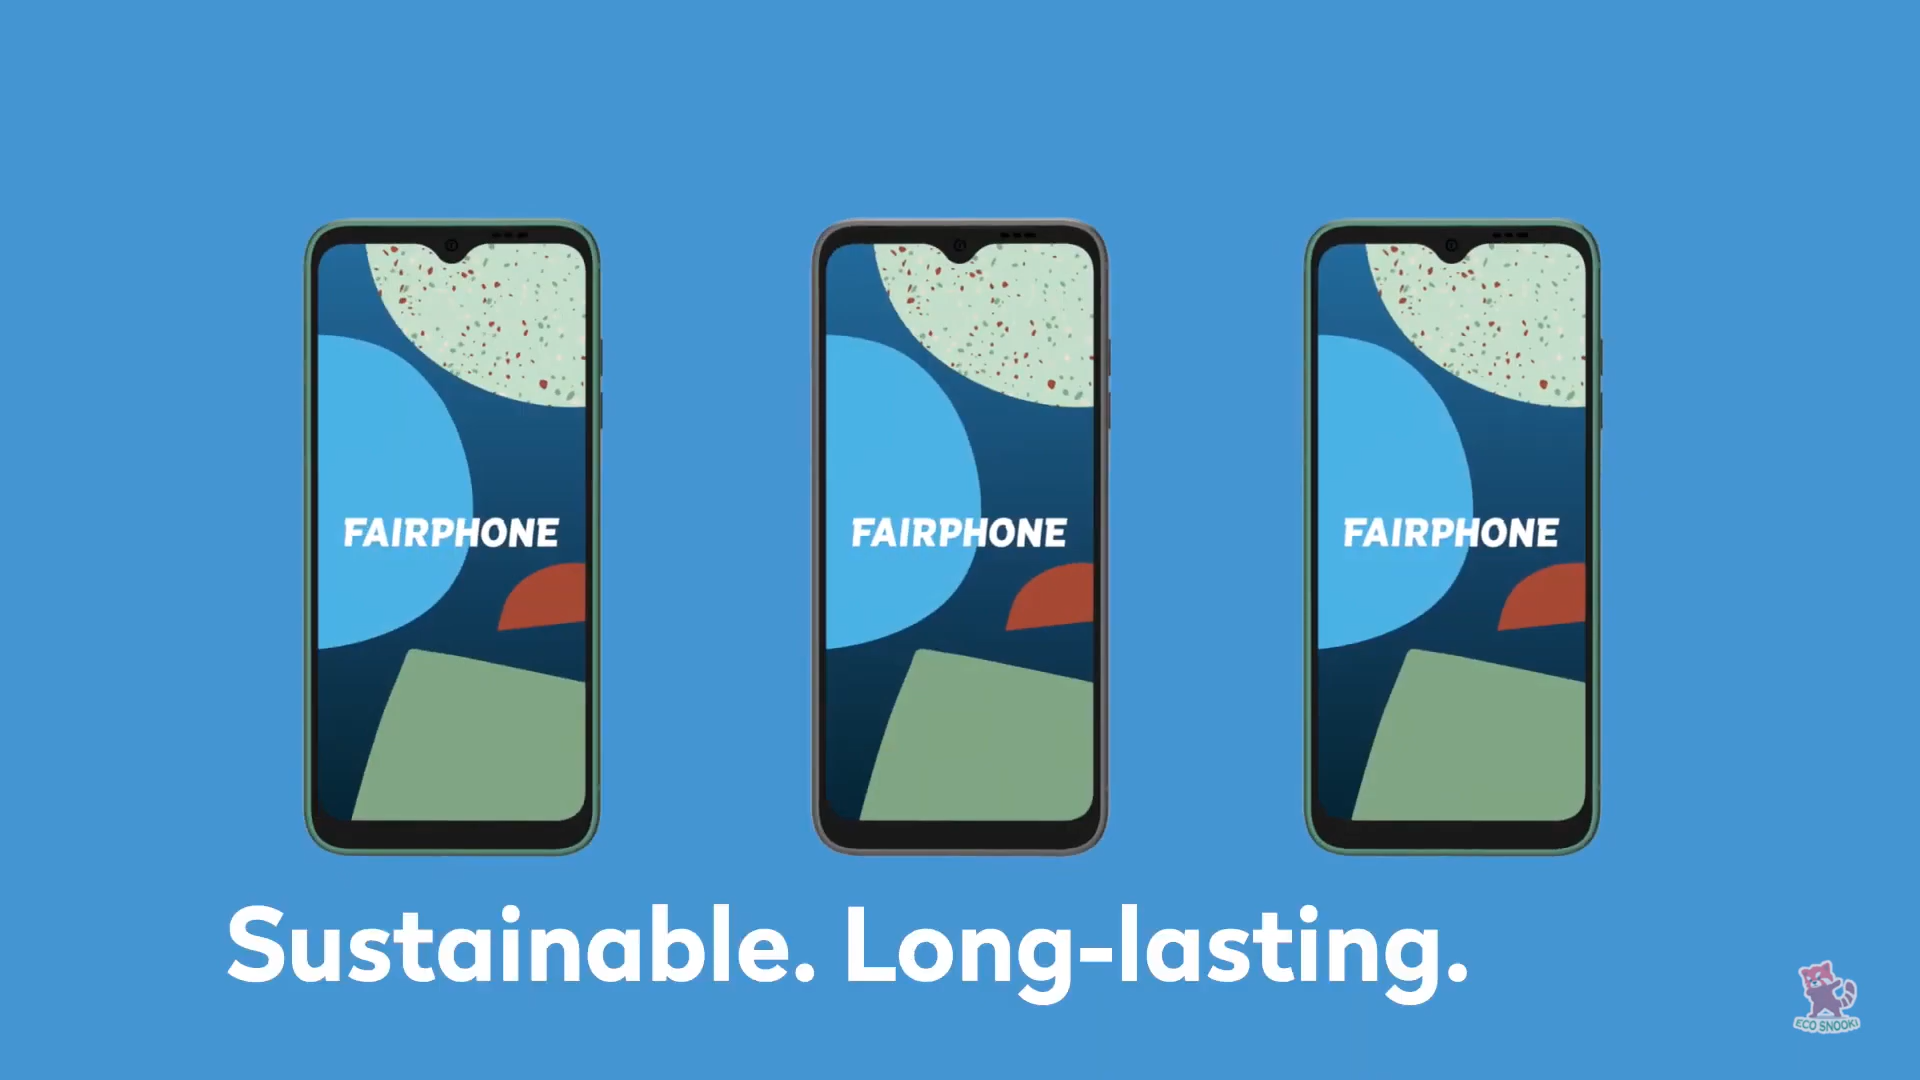 FAIRPHONE
FAIRPHONE
FAIRPHONE
Sustainable. Long-lasting.
ECO SNOOKI